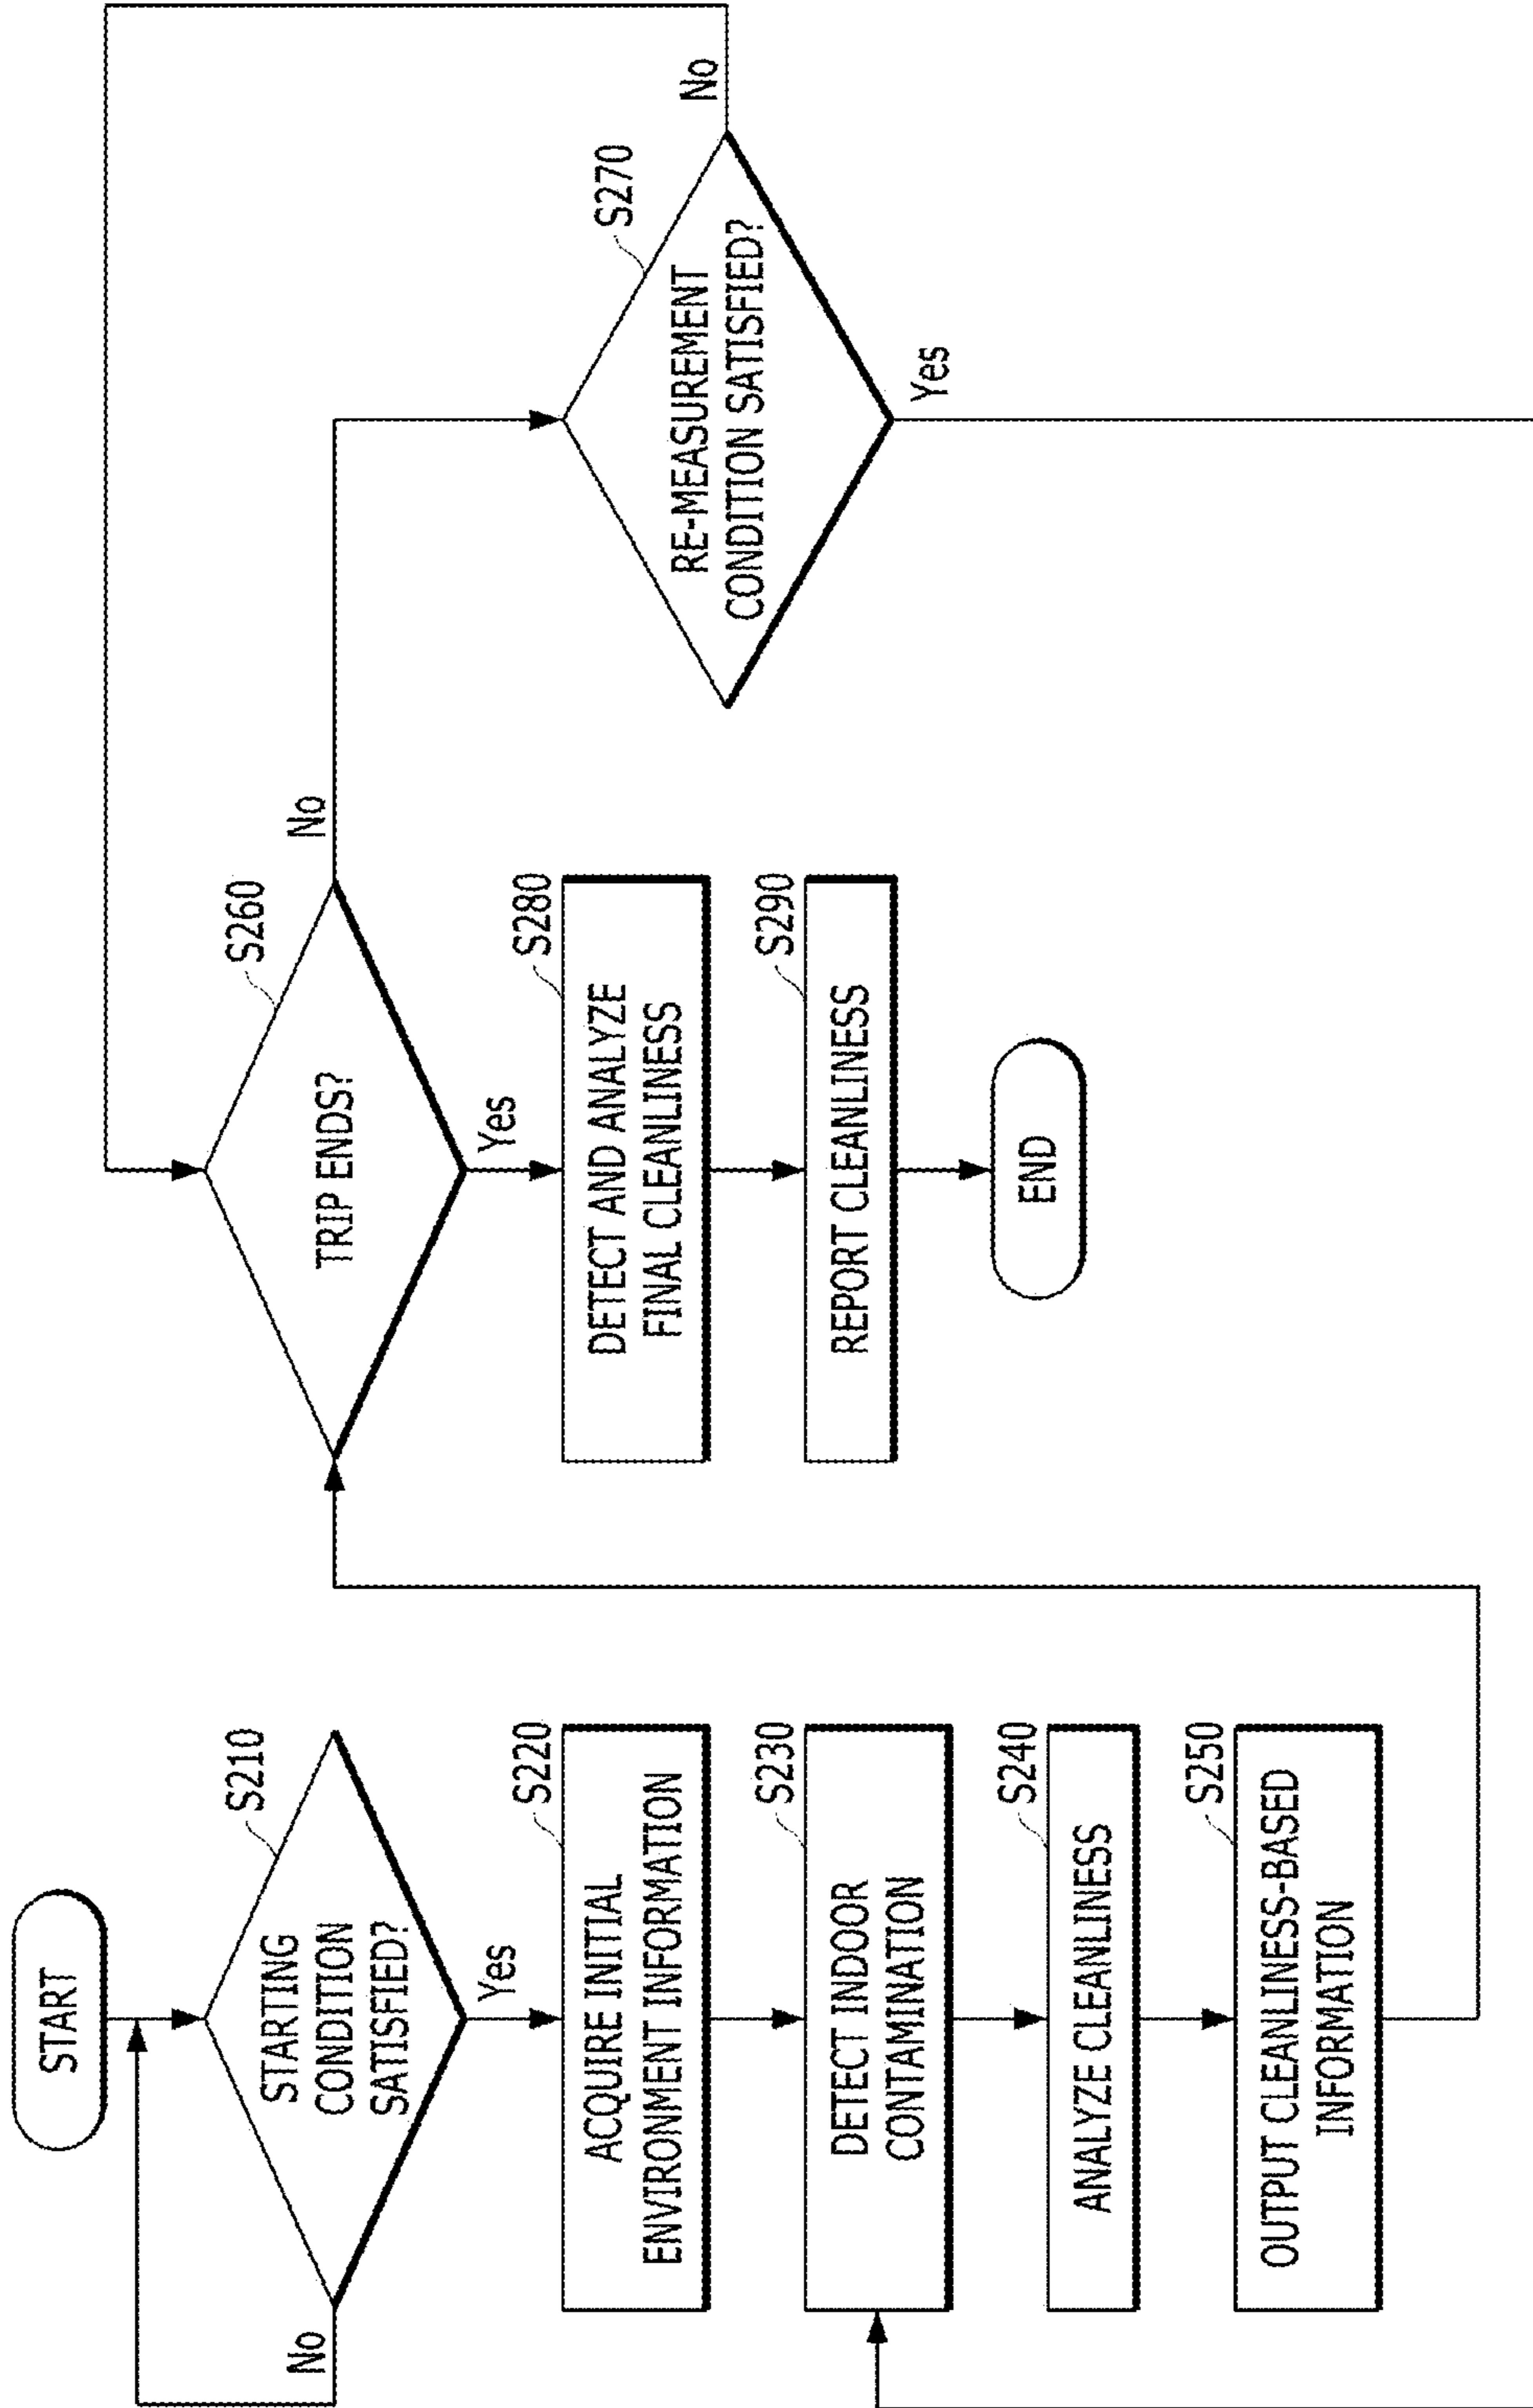 START
S210
STARTING
CONDITION
SATISFIED?
No
Yes
S220
ACQUIRE INITIAL
ENVIRONMENT INFORMATION
S230
DETECT INDOOR
CONTAMINATION
S240
ANALYZE CLEANLINESS
S250
OUTPUT CLEANLINESS-BASED
INFORMATION
S260
TRIP ENDS?
No
Yes
S280
DETECT AND ANALYZE
FINAL CLEANLINESS
S290
REPORT CLEANLINESS
END
S270
RE-MEASUREMENT
CONDITION SATISFIED?
No
Yes